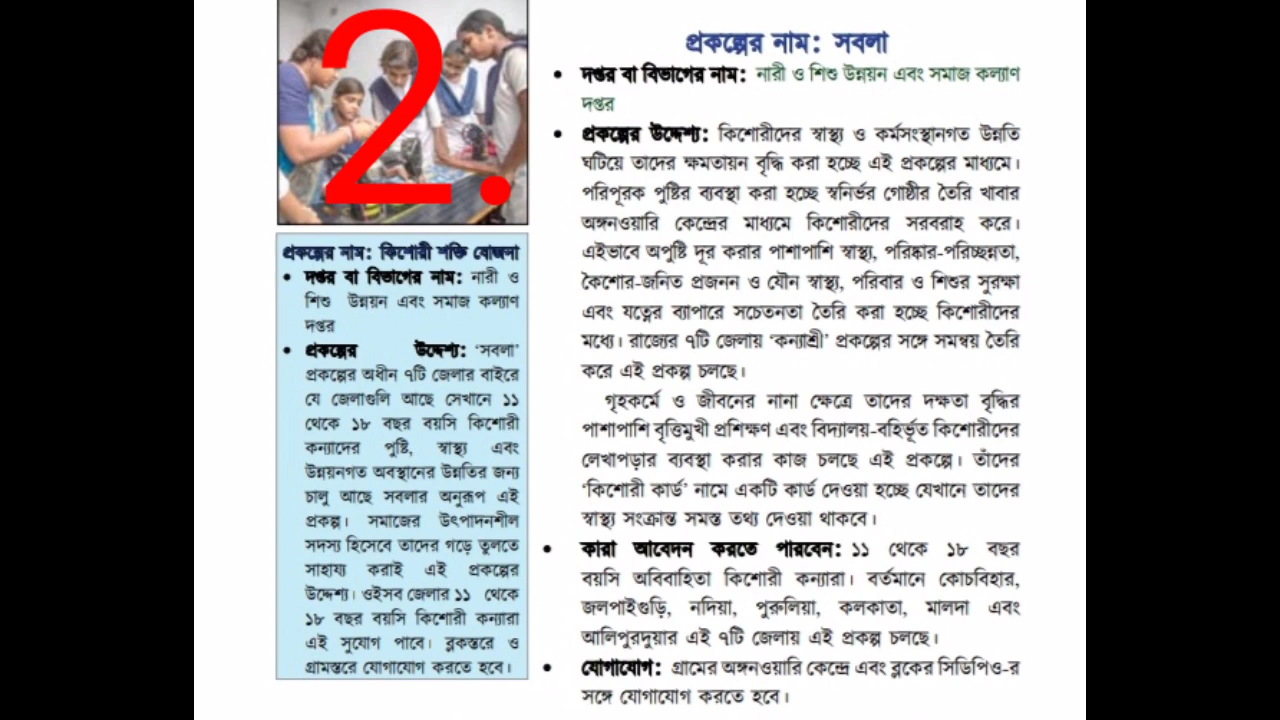 2.
প্রকল্পের নাম: কিশোরী শক্তি যোজনা
• দপ্তর বা বিভাগের নাম: নারী ও
শিশু উন্নয়ন এবং সমাজ কল্যাণ
দপ্তর
• প্রকল্পের উদ্দেশ্য: ‘সবলা’
প্রকল্পের অধীন ৭টি জেলার বাইরে
যে জেলাগুলি আছে সেখানে ১১
থেকে ১৮ বছর বয়সি কিশোরী
কন্যাদের পুষ্টি, স্বাস্থ্য এবং
উন্নয়নগত অবস্থানের উন্নতির জন্য
চালু আছে সবলার অনুরূপ এই
প্রকল্প। সমাজের উৎপাদনশীল
সদস্য হিসেবে তাদের গড়ে তুলতে
সাহায্য করাই এই প্রকল্পের
উদ্দেশ্য। ওইসব জেলার ১১ থেকে
১৮ বছর বয়সি কিশোরী কন্যারা
এই সুযোগ পাবে। ব্লকস্তরে ও
গ্রামস্তরে যোগাযোগ করতে হবে।
প্রকল্পের নাম: সবলা
• দপ্তর বা বিভাগের নাম: নারী ও শিশু উন্নয়ন এবং সমাজ কল্যাণ
দপ্তর
• প্রকল্পের উদ্দেশ্য: কিশোরীদের স্বাস্থ্য ও কর্মসংস্থানগত উন্নতি
ঘটিয়ে তাদের ক্ষমতায়ন বৃদ্ধি করা হচ্ছে এই প্রকল্পের মাধ্যমে।
পরিপূরক পুষ্টির ব্যবস্থা করা হচ্ছে স্বনির্ভর গোষ্ঠীর তৈরি খাবার
অঙ্গনওয়ারি কেন্দ্রের মাধ্যমে কিশোরীদের সরবরাহ করে।
এইভাবে অপুষ্টি দূর করার পাশাপাশি স্বাস্থ্য, পরিষ্কার-পরিচ্ছন্নতা,
কৈশোর-জনিত প্রজনন ও যৌন স্বাস্থ্য, পরিবার ও শিশুর সুরক্ষা
এবং যত্নের ব্যাপারে সচেতনতা তৈরি করা হচ্ছে কিশোরীদের
মধ্যে। রাজ্যের ৭টি জেলায় ‘কন্যাশ্রী’ প্রকল্পের সঙ্গে সমন্বয় তৈরি
করে এই প্রকল্প চলছে।
গৃহকর্মে ও জীবনের নানা ক্ষেত্রে তাদের দক্ষতা বৃদ্ধির
পাশাপাশি বৃত্তিমুখী প্রশিক্ষণ এবং বিদ্যালয়-বহির্ভূত কিশোরীদের
লেখাপড়ার ব্যবস্থা করার কাজ চলছে এই প্রকল্পে। তাঁদের
‘কিশোরী কার্ড’ নামে একটি কার্ড দেওয়া হচ্ছে যেখানে তাদের
স্বাস্থ্য সংক্রান্ত সমস্ত তথ্য দেওয়া থাকবে।
• কারা আবেদন করতে পারবেন: ১১ থেকে ১৮ বছর
বয়সি অবিবাহিতা কিশোরী কন্যারা। বর্তমানে কোচবিহার,
জলপাইগুড়ি, নদিয়া, পুরুলিয়া, কলকাতা, মালদা এবং
আলিপুরদুয়ার এই ৭টি জেলায় এই প্রকল্প চলছে।
• যোগাযোগ: গ্রামের অঙ্গনওয়ারি কেন্দ্রে এবং ব্লকের সিডিপিও-র
সঙ্গে যোগাযোগ করতে হবে।